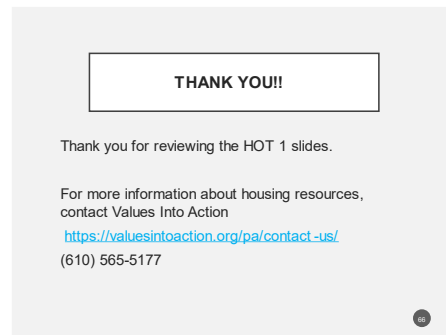 THANK YOU!!
Thank you for reviewing the HOT 1 slides.
For more information about housing resources,
contact Values Into Action
https://valuesintoaction.org/pa/contact-us/
(610) 565-5177
66